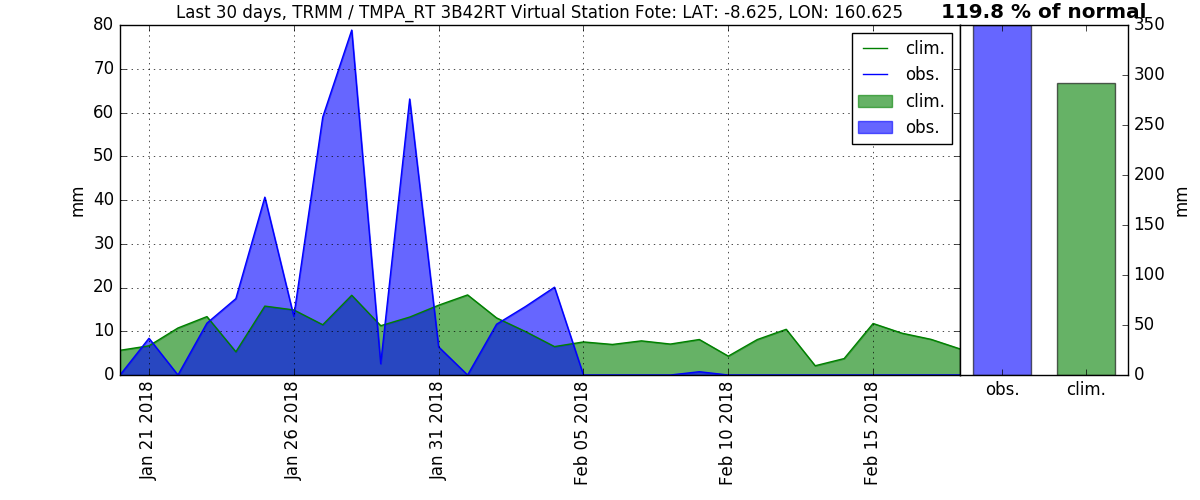 Last 30 days, TRMM / TMPA_RT 3B42RT Virtual Station Fote: LAT: -8.625, LON: 160.625
119.8 % of normal
80
70
60
50
40
30
20
10
0
mm
clim.
obs.
clim.
obs.
350
300
250
200
150
100
50
0
mm
Jan 21 2018
Jan 26 2018
Jan 31 2018
Feb 05 2018
Feb 10 2018
Feb 15 2018
obs.
clim.